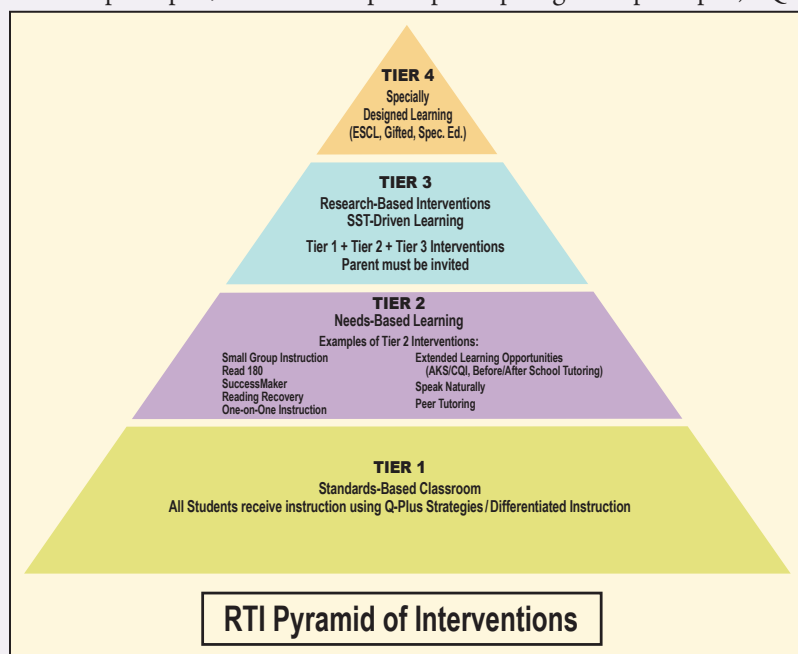 TIER 4
Specially
Designed Learning
(ESCL, Gifted, Spec. Ed.)
TIER 3
Research-Based Interventions
SST-Driven Learning
Tier 1 + Tier 2 + Tier 3 Interventions
Parent must be invited
TIER 2
Needs-Based Learning
Examples of Tier 2 Interventions:
Small Group Instruction
Read 180
SuccessMaker
Reading Recovery
One-on-One Instruction
Extended Learning Opportunities
(AKS/CQI, Before/After School Tutoring)
Speak Naturally
Peer Tutoring
TIER 1
Standards-Based Classroom
All Students receive instruction using Q-Plus Strategies/Differentiated Instruction
RTI Pyramid of Interventions